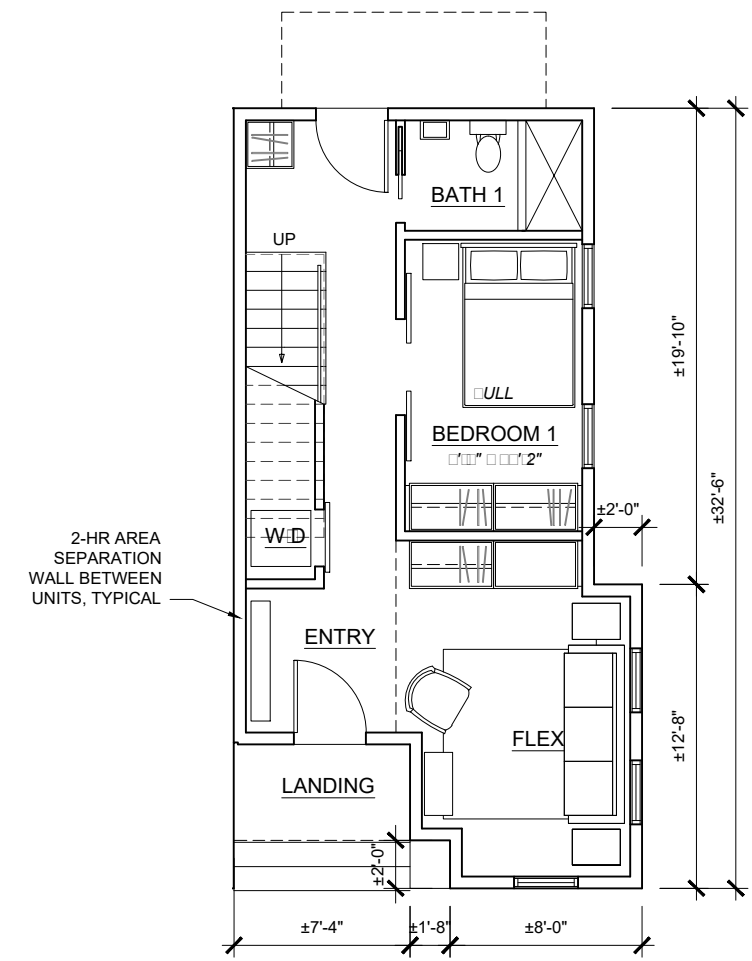 BATH 1
UP
±19'-10"
BEDROOM 1
±32'-6"
±2'-0"
2-HR AREA
SEPARATION
WALL BETWEEN
UNITS, TYPICAL
W D
ENTRY
FLEX
±12'-8"
LANDING
±2'-0"
±7'-4"
±1'-8"
±8'-0"